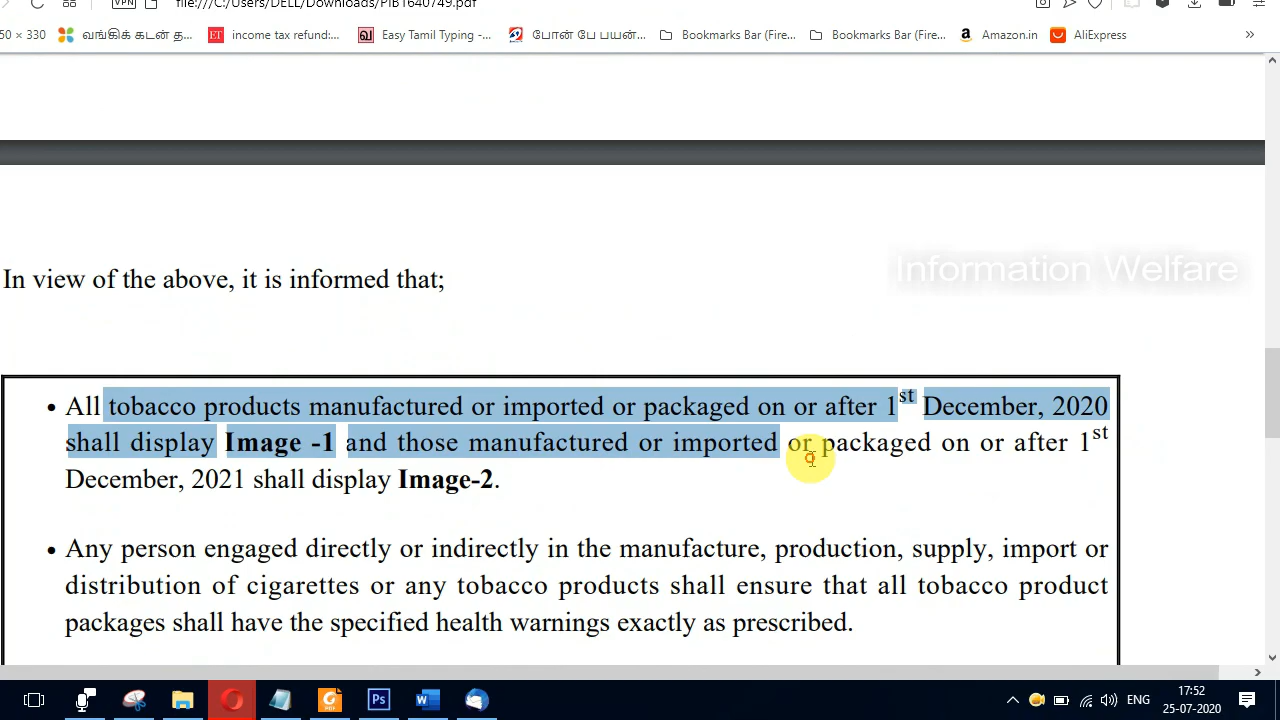 file:///C:/Users/DELL/Downloads/PIB1640749.pdf
VPN
50 × 330
வங்கிக் கடன் த...
ET income tax refund:...
Easy Tamil Typing -...
போன் பே பயன்...
Bookmarks Bar (Fire...
Bookmarks Bar (Fire...
Amazon.in
AliExpress
»
Information Welfare
In view of the above, it is informed that;
• All tobacco products manufactured or imported or packaged on or after 1st December, 2020
shall display Image -1 and those manufactured or imported or packaged on or after 1st
December, 2021 shall display Image-2.
• Any person engaged directly or indirectly in the manufacture, production, supply, import or
distribution of cigarettes or any tobacco products shall ensure that all tobacco product
packages shall have the specified health warnings exactly as prescribed.
Ps
ENG
17:52
25-07-2020